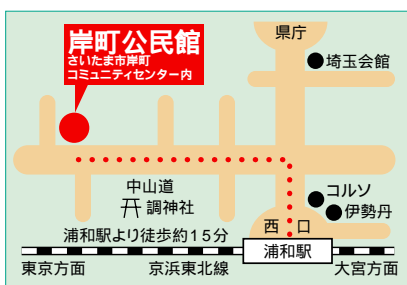 県庁
岸町公民館
さいたま市岸町
コミュニティセンター内
埼玉会館
中山道
調神社
コルソ
伊勢丹
西口
浦和駅より徒歩約15分
浦和駅
東京方面
京浜東北線
大宮方面